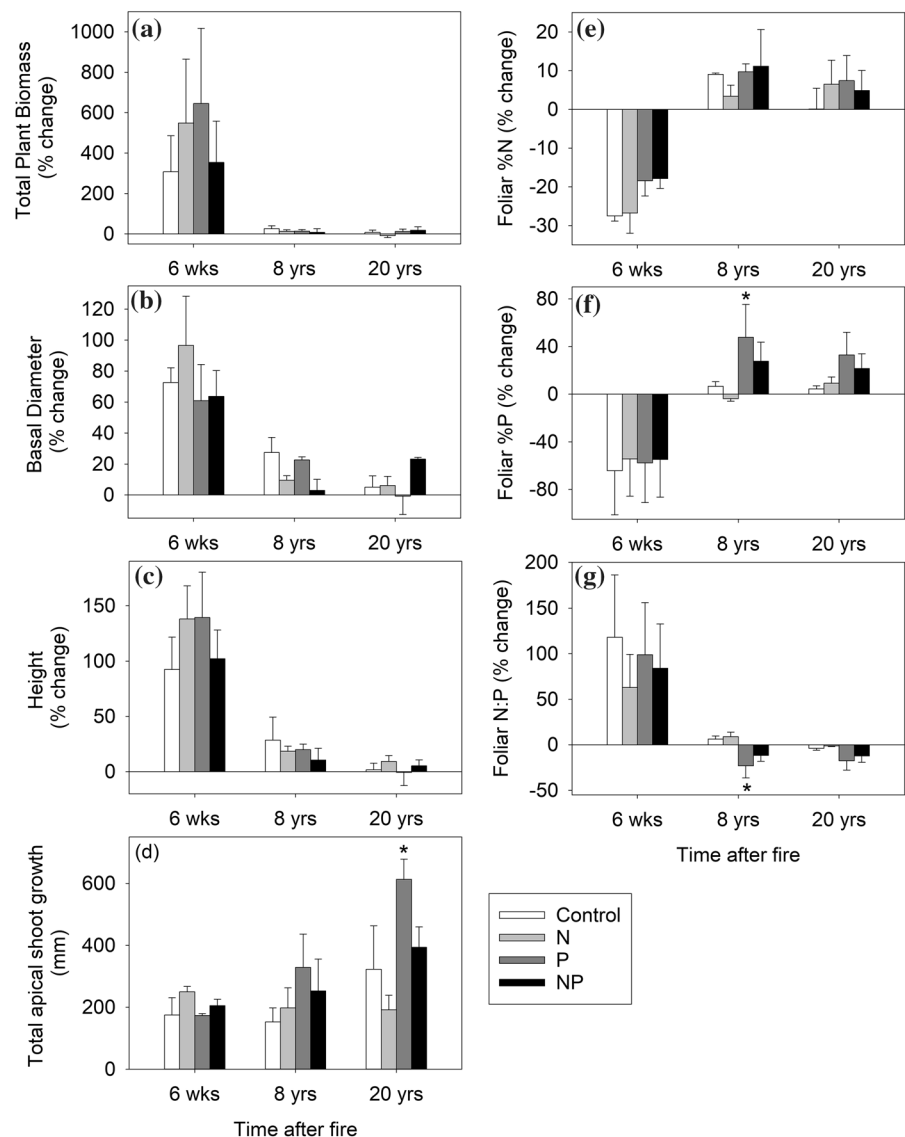 (a)
Total Plant Biomass
(% change)
1000
800
600
400
200
0
6 wks
8 yrs
20 yrs
(b)
Basal Diameter
(% change)
120
100
80
60
40
20
0
6 wks
8 yrs
20 yrs
(c)
Height
(% change)
150
100
50
0
6 wks
8 yrs
20 yrs
(d)
*
Total apical shoot growth
(mm)
600
400
200
0
6 wks
8 yrs
20 yrs
Time after fire
(e)
Foliar %N (% change)
20
10
0
-10
-20
-30
6 wks
8 yrs
20 yrs
(f)
*
Foliar %P (% change)
80
40
0
-40
-80
6 wks
8 yrs
20 yrs
(g)
Foliar N:P (% change)
200
150
100
50
0
-50
*
6 wks
8 yrs
20 yrs
Time after fire
Control
N
P
NP